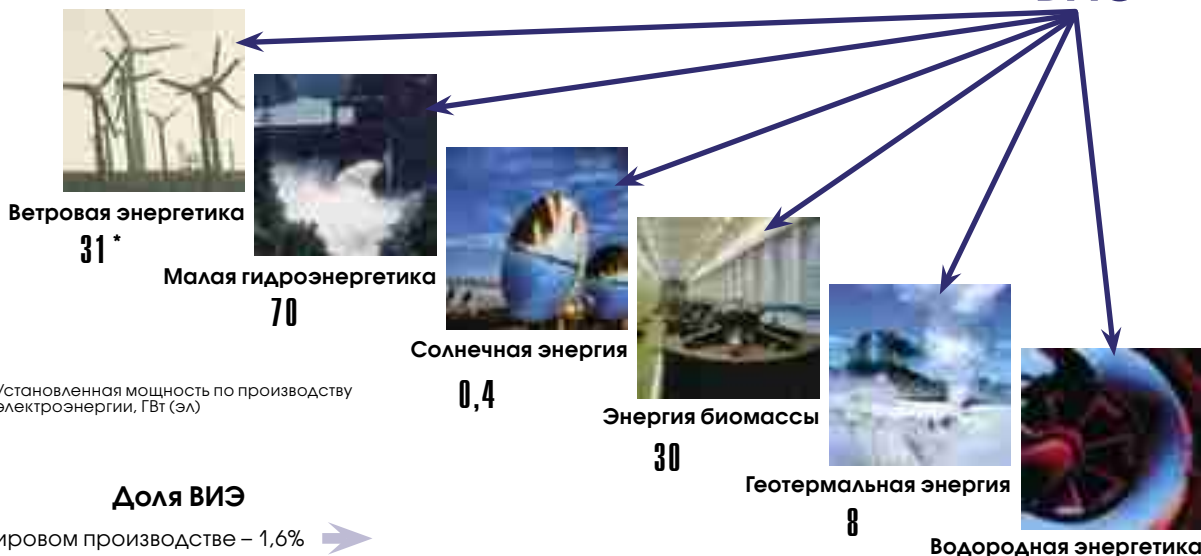 Ветровая энергетика
31 *
Малая гидроэнергетика
70
Солнечная энергия
0,4
Энергия биомассы
30
Геотермальная энергия
8
Водородная энергетика
Установленная мощность по производству
электроэнергии, ГВт (эл)
Доля ВИЭ
производстве – 1,6%